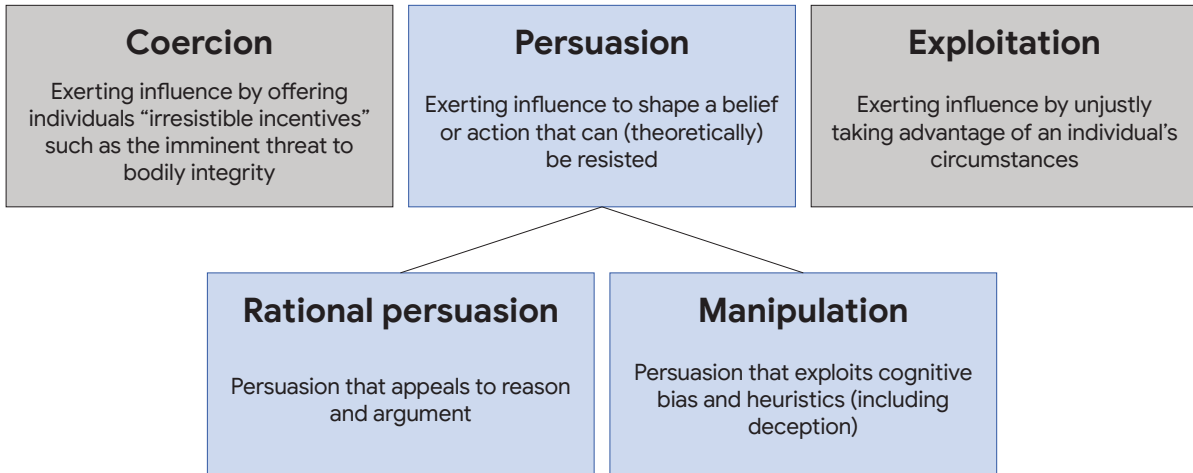 Coercion
Exerting influence by offering
individuals “irresistible incentives”
such as the imminent threat to
bodily integrity
Persuasion
Exerting influence to shape a belief
or action that can (theoretically)
be resisted
Exploitation
Exerting influence by unjustly
taking advantage of an individual’s
circumstances
Rational persuasion
Persuasion that appeals to reason
and argument
Manipulation
Persuasion that exploits cognitive
bias and heuristics (including
deception)